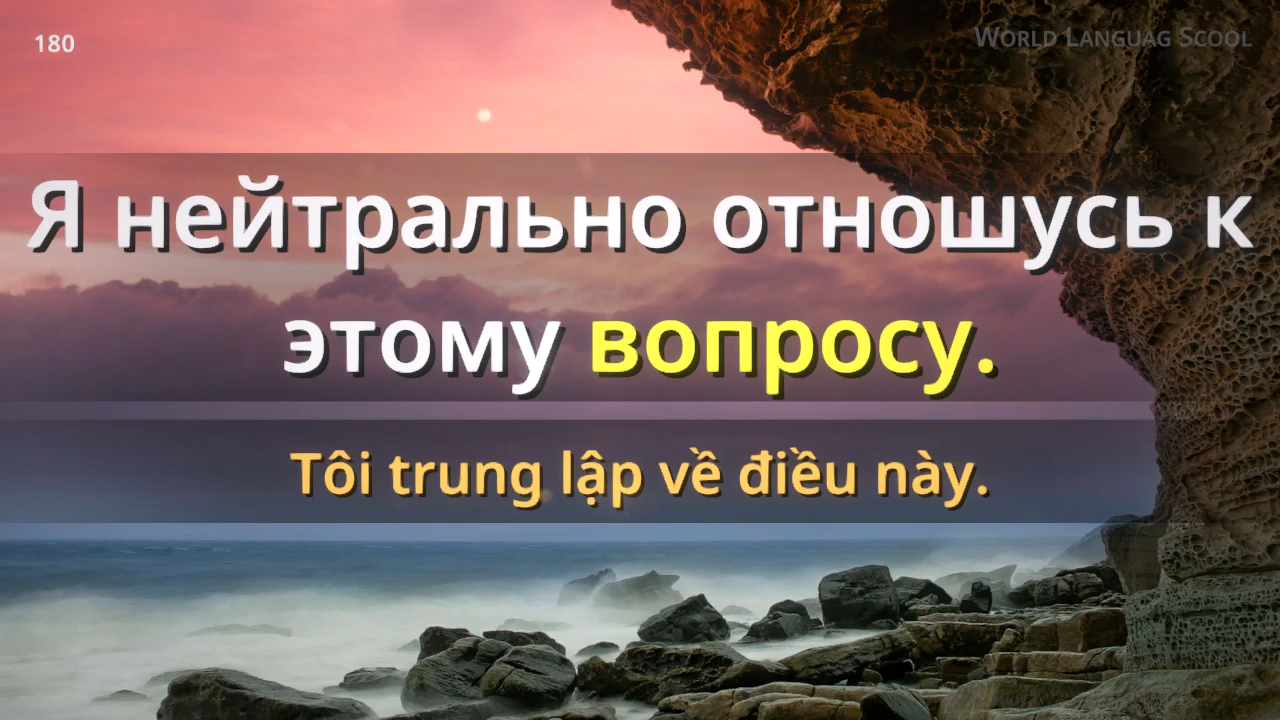 180
World Languag Scool
Я нейтрально отношусь к
этому вопросу.
Tôi trung lập về điều này.